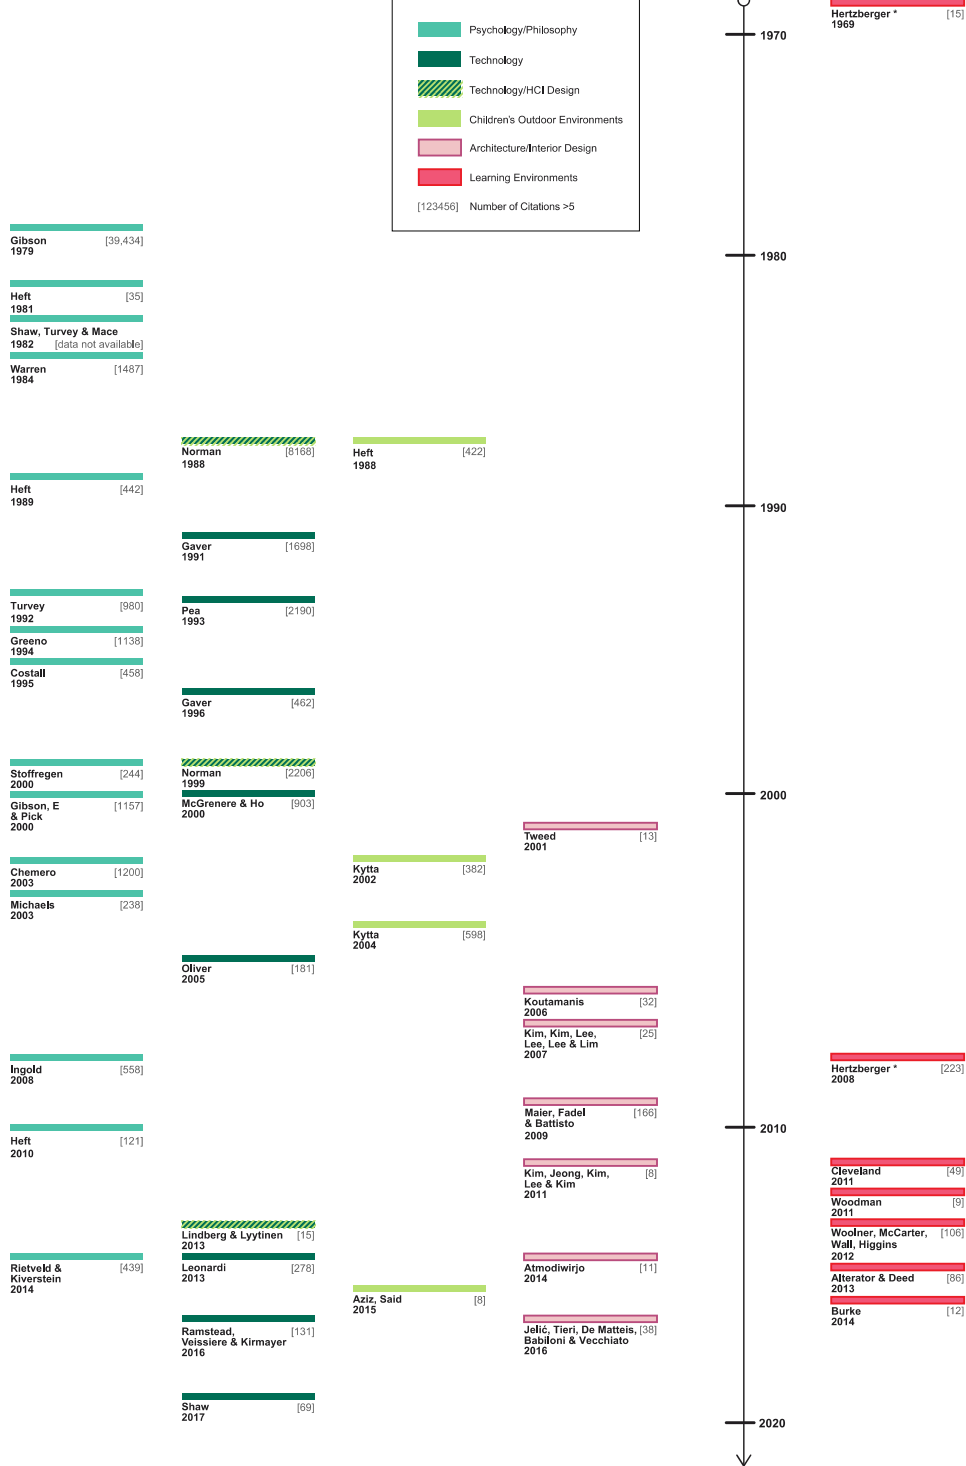 Hertzberger * [15]
1969
1970
Psychology/Philosophy
Technology
Technology/HCI Design
Children's Outdoor Environments
Architecture/Interior Design
Learning Environments
[123456] Number of Citations >5
Gibson [39,434]
1979
1980
Heft [35]
1981
Shaw, Turvey & Mace
1982 [data not available]
Warren [1487]
1984
Norman [8168]
1988
Heft [422]
1988
Heft [442]
1989
1990
Gaver [1698]
1991
Turvey [980]
1992
Pea [2190]
1993
Greeno [1138]
1994
Costall [458]
1995
Gaver [462]
1996
Stoffregen [244]
2000
Norman [2206]
1999
Gibson, E [1157]
& Pick
2000
McGrenere & Ho [903]
2000
2000
Tweed [13]
2001
Chemero [1200]
2003
Kytta [382]
2002
Michaels [238]
2003
Kytta [598]
2004
Oliver [181]
2005
Koutamanis [32]
2006
Kim, Kim, Lee, [25]
Lee, Lee & Lim
2007
Ingold [558]
2008
Hertzberger * [223]
2008
Maier, Fadel [166]
& Battisto
2009
2010
Heft [121]
2010
Kim, Jeong, Kim, [8]
Lee & Kim
2011
Cleveland [49]
2011
Woodman [9]
2011
Lindberg & Lyytinen [15]
2013
Woolner, McCarter, [106]
Wall, Higgins
2012
Rietveld & [439]
Kiverstein
2014
Leonardi [278]
2013
Atmodiwirjo [11]
2014
Alterator & Deed [86]
2013
Aziz, Said [8]
2015
Burke [12]
2014
Ramstead, [131]
Veissiere & Kirmayer
2016
Jelić, Tieri, De Matteis, [38]
Babiloni & Vecchiato
2016
Shaw [69]
2017
2020